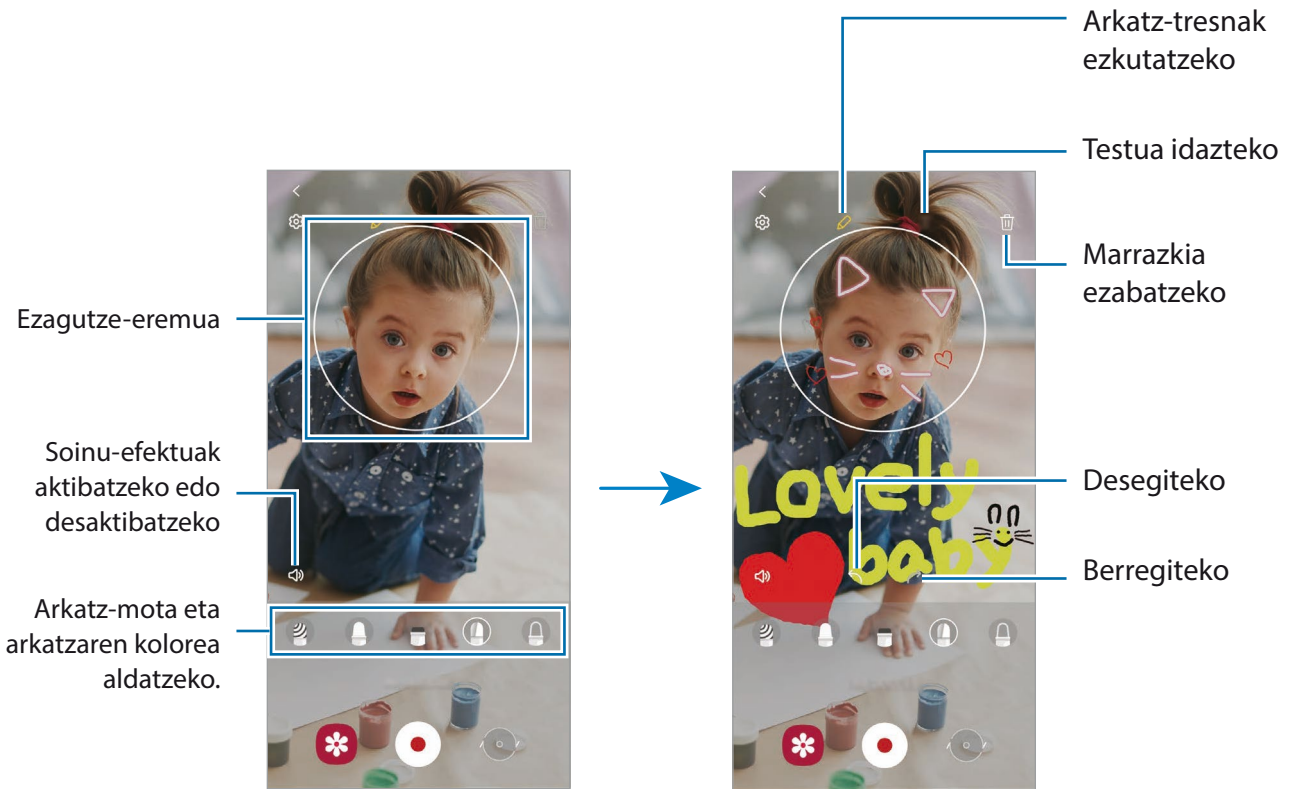 Arkatz-tresnak
ezkutatzeko
Testua idazteko
Marrazkia
ezabatzeko
Ezagutze-eremua
Soinu-efektuak
aktibatzeko edo
desaktibatzeko
Lovely
baby
Desegiteko
Berregiteko
Arkatz-mota eta
arkatzaren kolorea
aldatzeko.